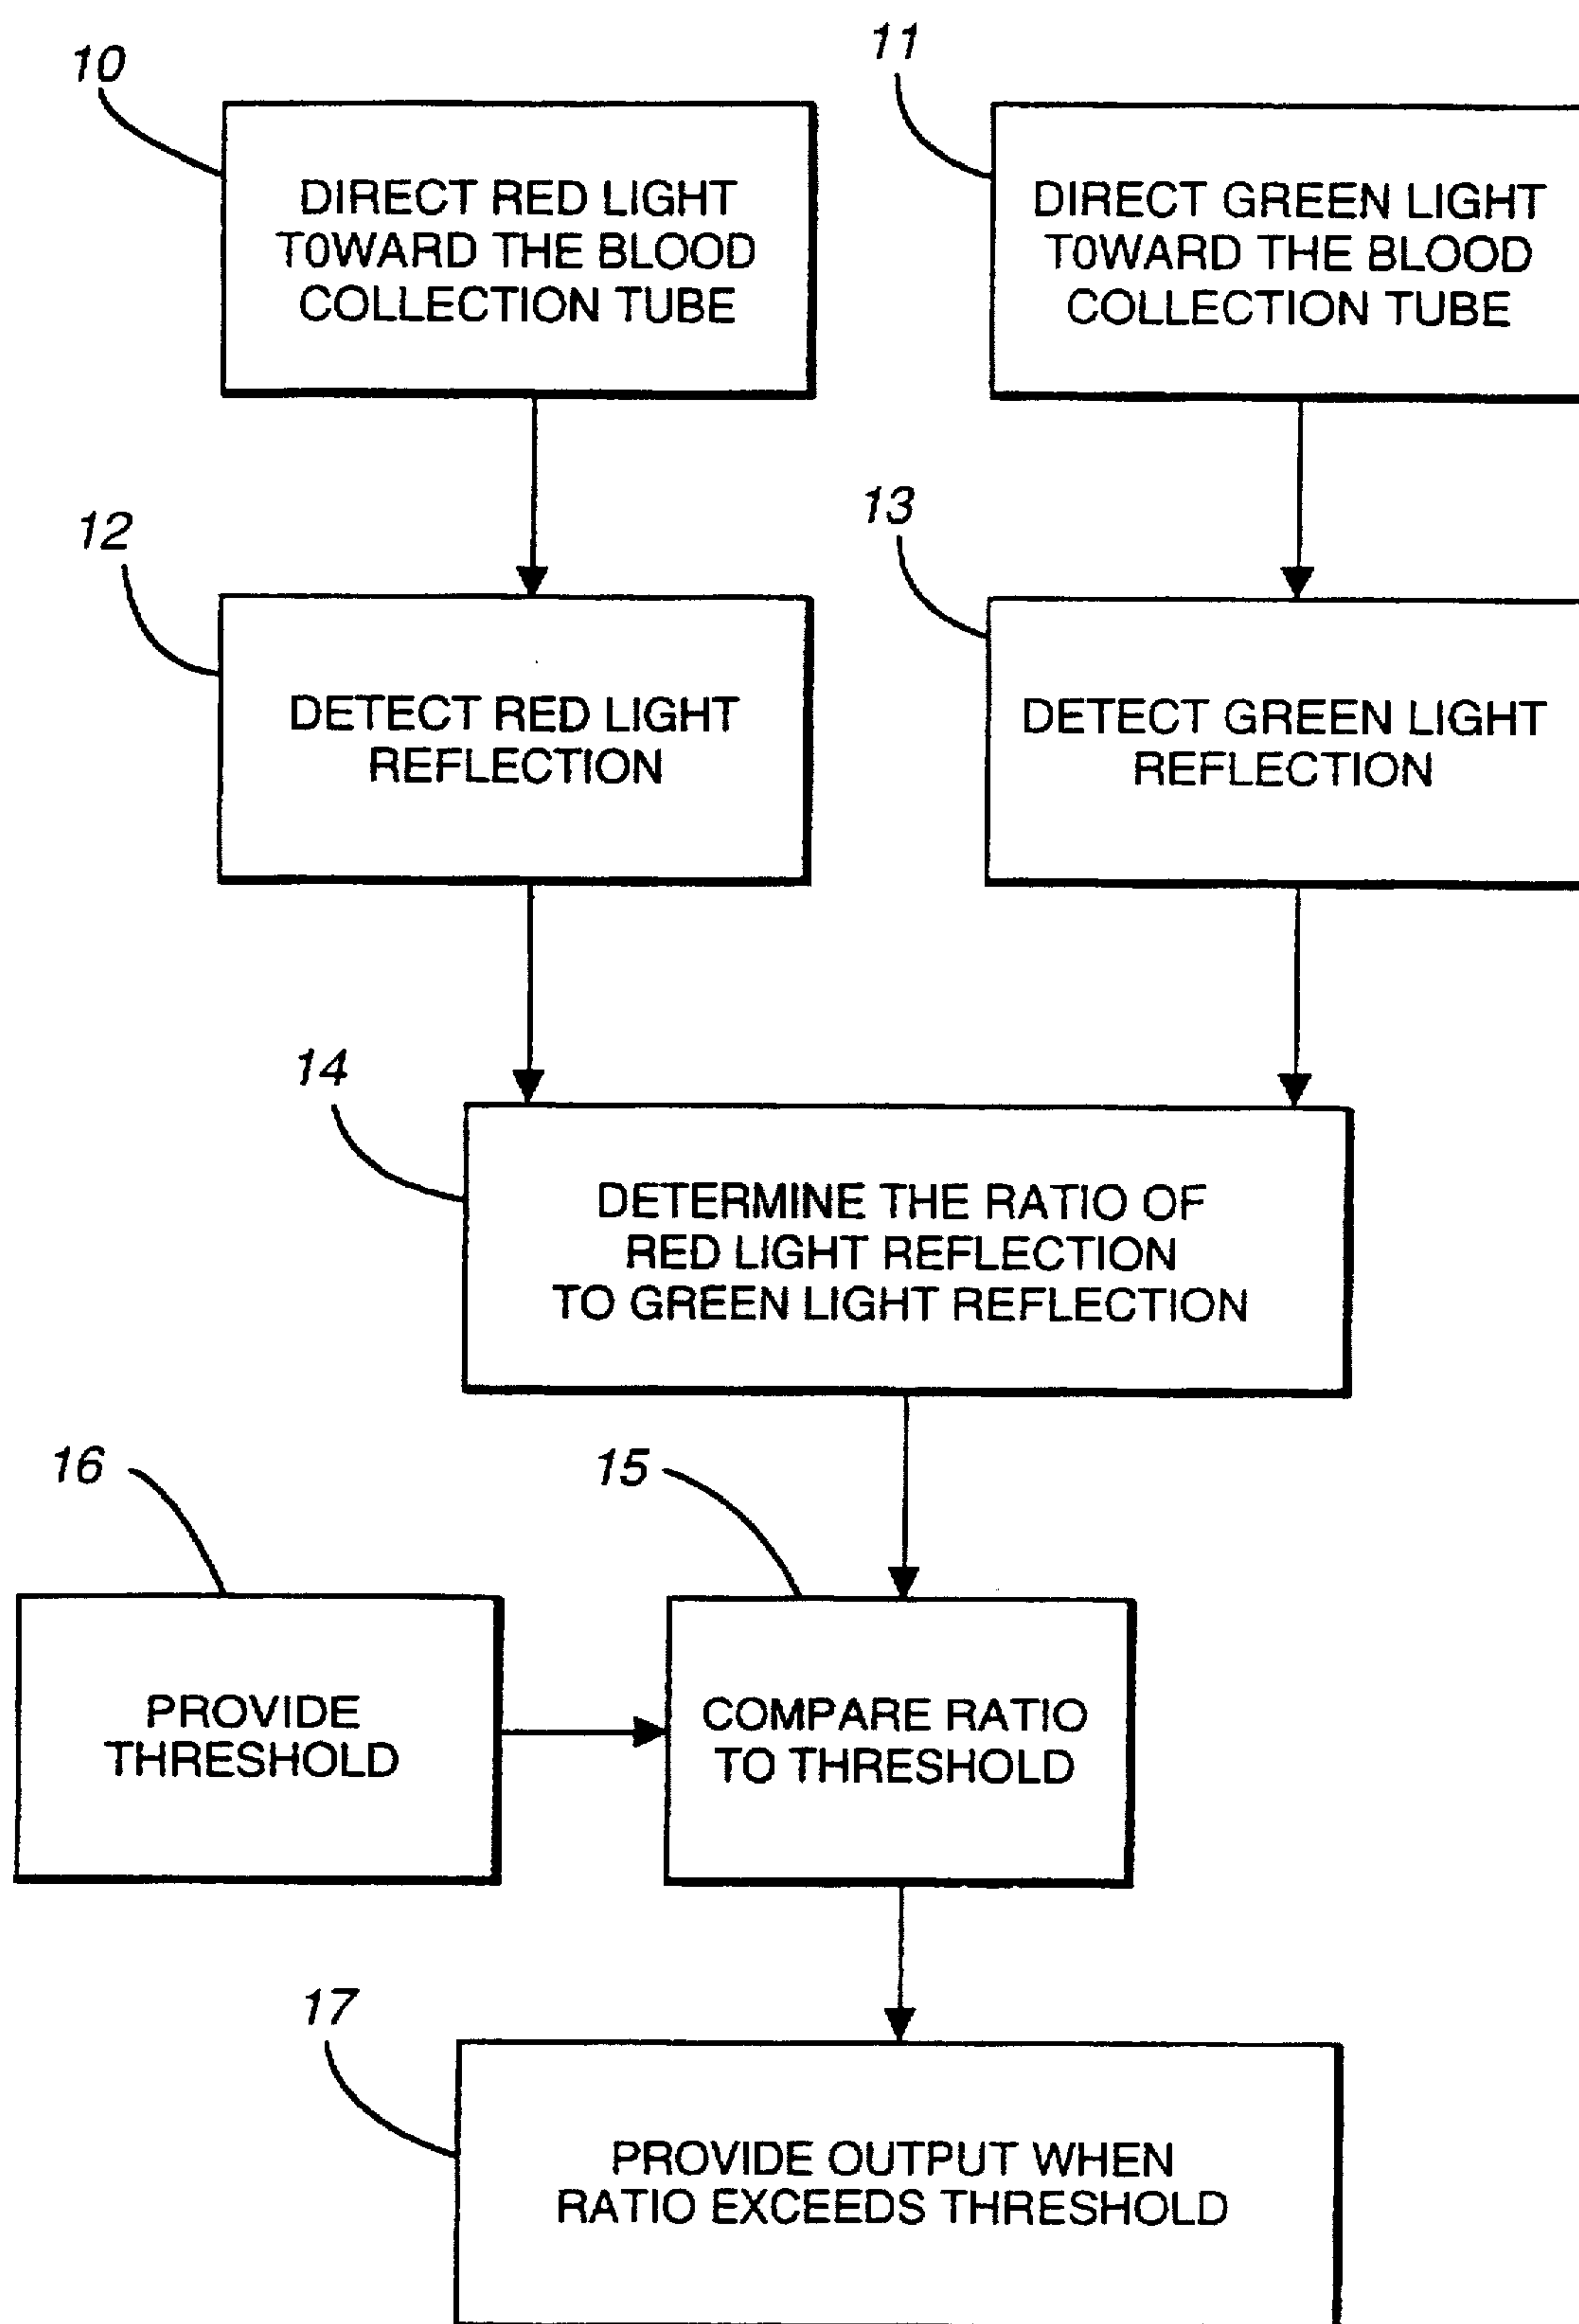 10
DIRECT RED LIGHT
TOWARD THE BLOOD
COLLECTION TUBE
11
DIRECT GREEN LIGHT
TOWARD THE BLOOD
COLLECTION TUBE
12
DETECT RED LIGHT
REFLECTION
13
DETECT GREEN LIGHT
REFLECTION
14
DETERMINE THE RATIO OF
RED LIGHT REFLECTION
TO GREEN LIGHT REFLECTION
16
PROVIDE
THRESHOLD
15
COMPARE RATIO
TO THRESHOLD
17
PROVIDE OUTPUT WHEN
RATIO EXCEEDS THRESHOLD